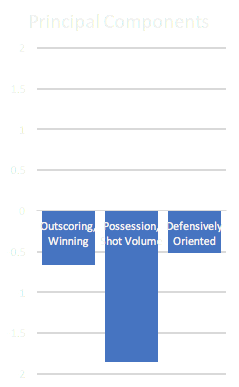 Principal Components
2
1.5
1
0.5
0
Outscoring, Winning
Possession, hot Volume
Defensively Oriented
0.5
1
1.5
2